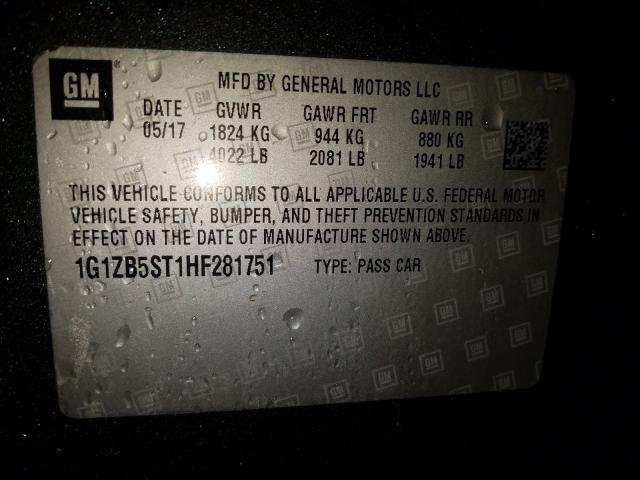 GM
MFD BY GENERAL MOTORS LLC
DATE GVWR GAWR FRT GAWR RR
05/17 1824 KG 944 KG 880 KG
4022 LB 2081 LB 1941 LB
THIS VEHICLE CONFORMS TO ALL APPLICABLE U.S. FEDERAL MOTOR
VEHICLE SAFETY, BUMPER, AND THEFT PREVENTION STANDARDS IN
EFFECT ON THE DATE OF MANUFACTURE SHOWN ABOVE.
1G1ZB5ST1HF281751 TYPE: PASS CAR